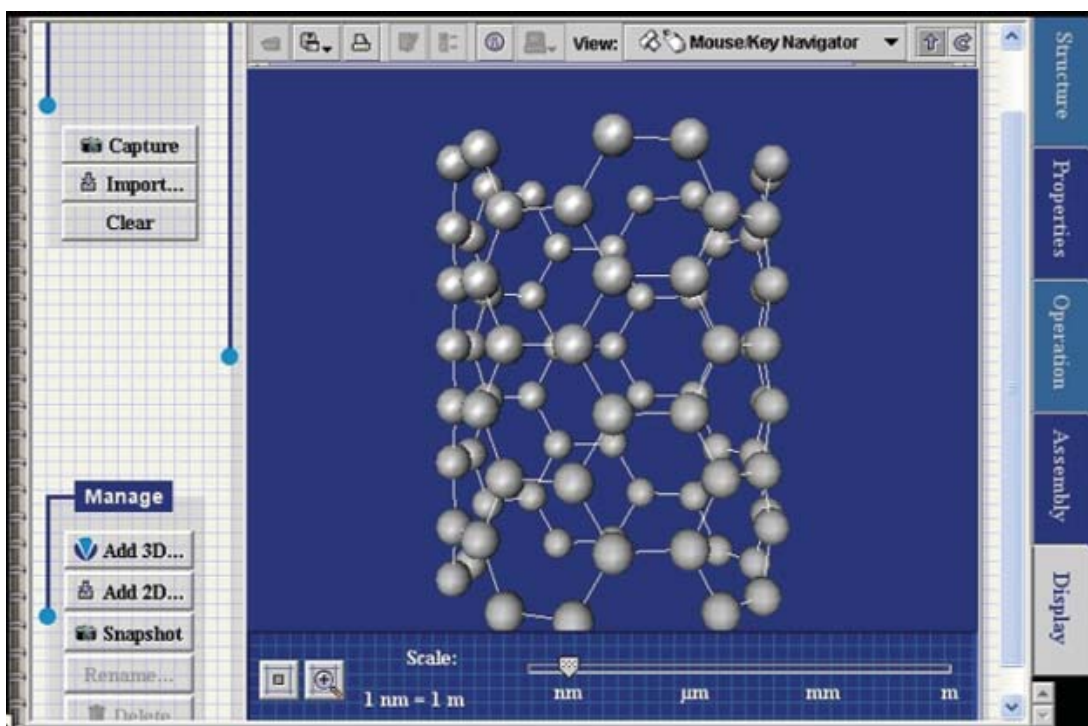 View:
Mouse/Key Navigator
Capture
Import...
Clear
Manage
Add 3D...
Add 2D...
Snapshot
Rename...
Delete
Scale:
1 nm = 1 m
nm
μm
mm
m
Structure
Properties
Operation
Assembly
Display